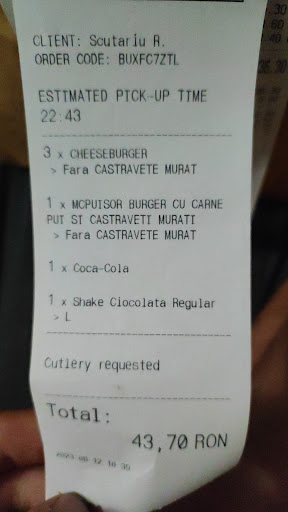 CLIENT: Scutariu R.
ORDER CODE: BUXFC7ZTL
ESTIMATED PICK-UP TIME
22:43
3 x CHEESEBURGER
> Fara CASTRAVETE MURAT
1 x MCPUISOR BURGER CU CARNE
PUT SI CASTRAVETI MURATI
> Fara CASTRAVETE MURAT
1 x Coca-Cola
1 x Shake Ciocolata Regular
> L
Cutlery requested
Total:
43,70 RON